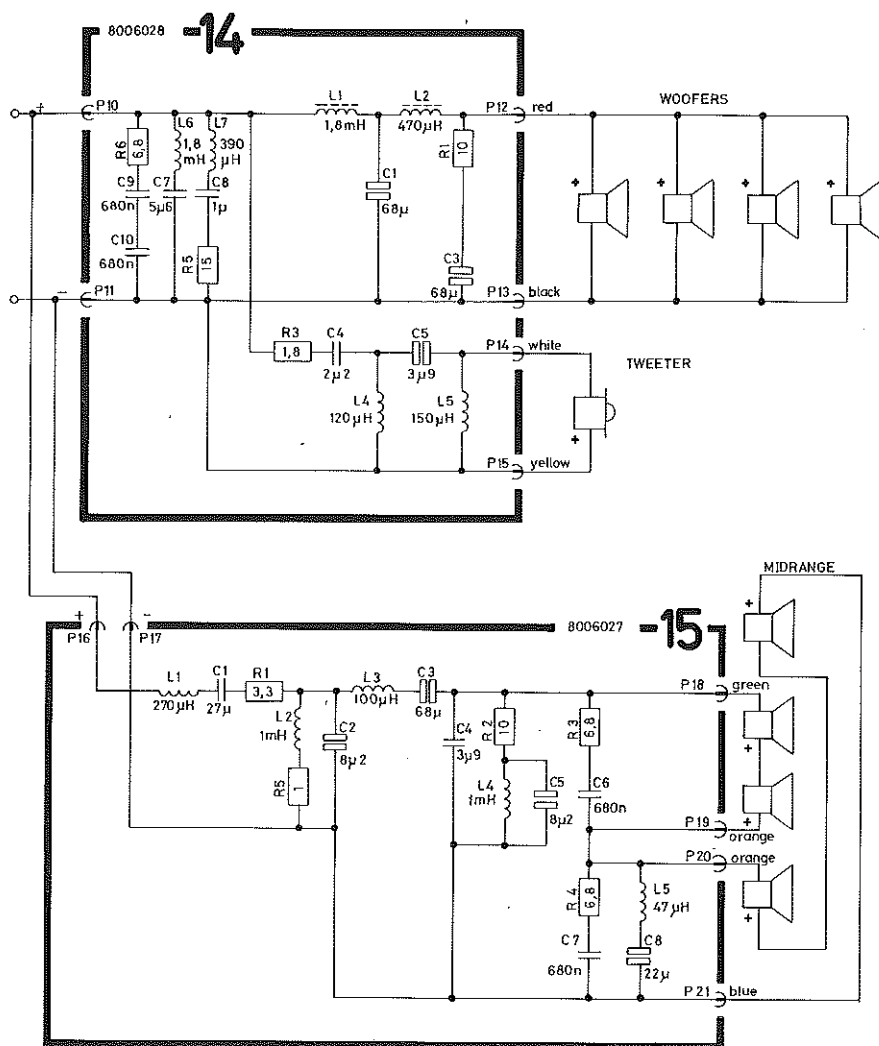 8006028 -14
+ P10
L1
1,8mH
L2
470µH
P12 red
WOOFERS
R6
6,8
L6
1,8
mH
L7
390
µH
R1
10
C9
680n
C7
5µ6
C8
1µ
C1
68µ
C10
680n
R5
15
C3
68µ
+ + + +
- P11
P13 black
R3
1,8
C4
2µ2
C5
3µ9
P14 white
TWEETER
L4
120µH
L5
150µH
+
P15 yellow
MIDRANGE
+ P16
- P17
8006027 -15
+
L1
270µH
C1
27µ
R1
3,3
L3
100µH
C3
68µ
P18 green
L2
1mH
C2
8µ2
C4
3µ9
R2
10
R3
6,8
+
R5
1
L4
1mH
C5
8µ2
C6
680n
+
P19
orange
P20 orange
R4
6,8
L5
47µH
+
C7
680n
C8
22µ
P21 blue